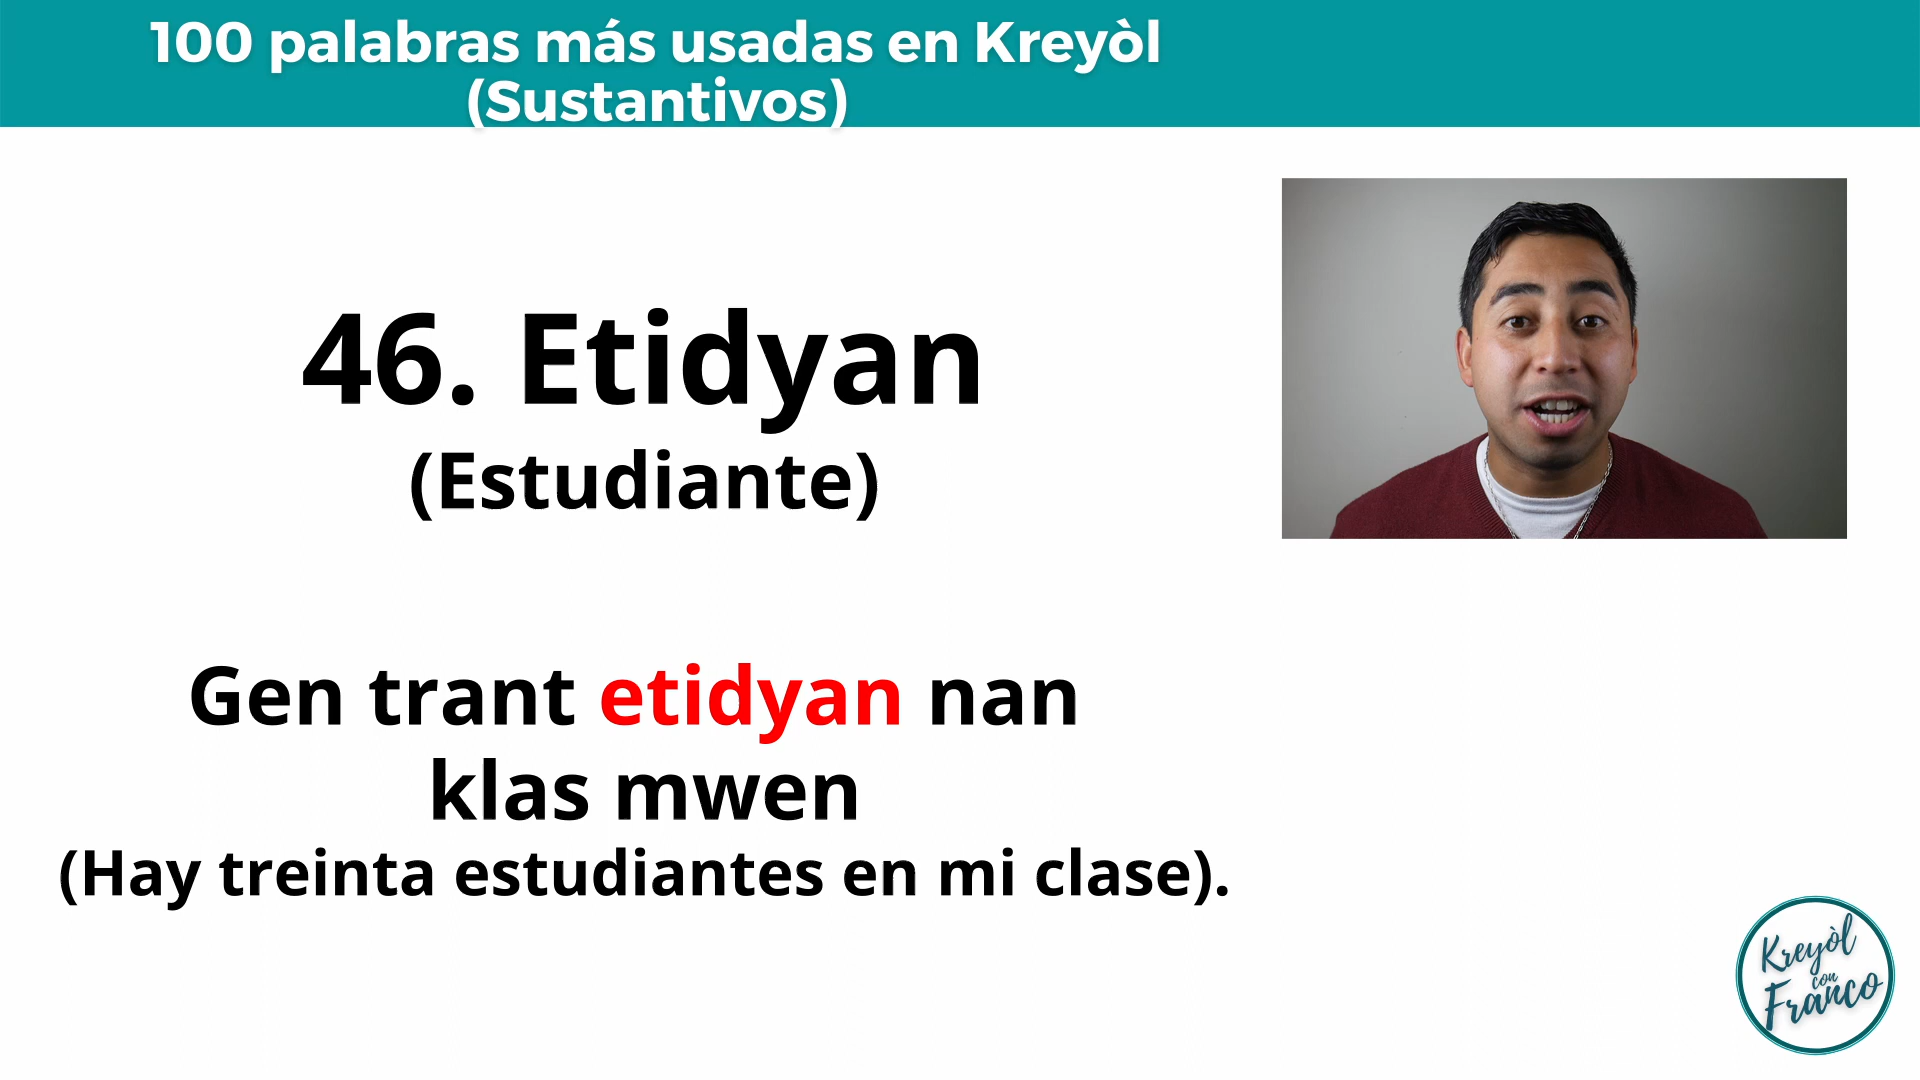 100 palabras más usadas en Kreyòl
(Sustantivos)
46. Etidyan
(Estudiante)
Gen trant etidyan nan
klas mwen
(Hay treinta estudiantes en mi clase).
Kreyòl
con
Franco